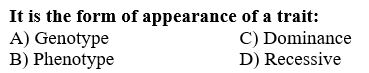 It is the form of appearance of a trait:
A) Genotype C) Dominance
B) Phenotype D) Recessive